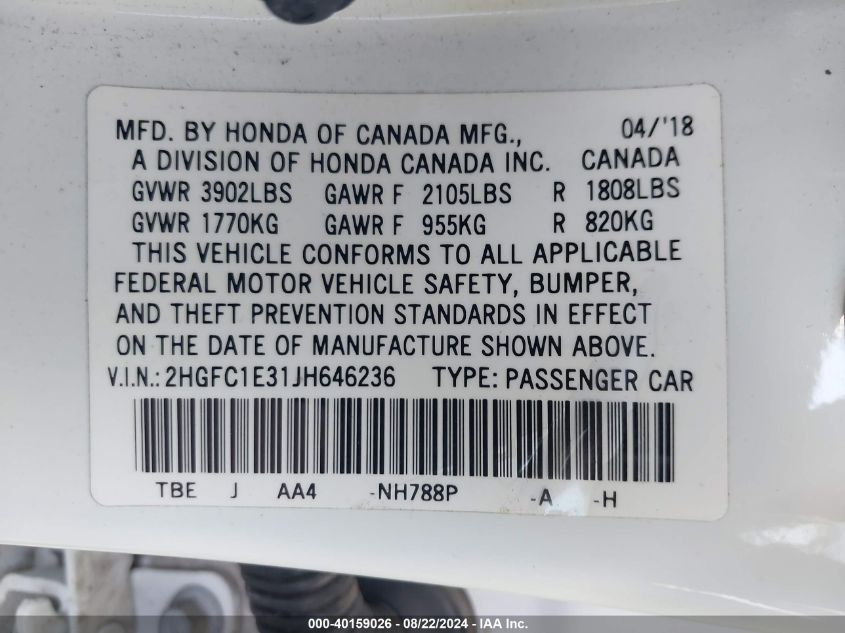 MFD. BY HONDA OF CANADA MFG., 04/'18
A DIVISION OF HONDA CANADA INC. CANADA
GVWR 3902LBS GAWR F 2105LBS R 1808LBS
GVWR 1770KG GAWR F 955KG R 820KG
THIS VEHICLE CONFORMS TO ALL APPLICABLE
FEDERAL MOTOR VEHICLE SAFETY, BUMPER,
AND THEFT PREVENTION STANDARDS IN EFFECT
ON THE DATE OF MANUFACTURE SHOWN ABOVE.
V.I.N.: 2HGFC1E31JH646236 TYPE: PASSENGER CAR
TBE J AA4 -NH788P -A -H
000-40159026 - 08/22/2024 - IAA Inc.